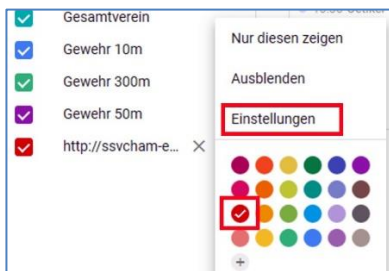 Gesamtverein
Gewehr 10m
Gewehr 300m
Gewehr 50m
http://ssvcham-e...
Nur diesen zeigen
Ausblenden
Einstellungen